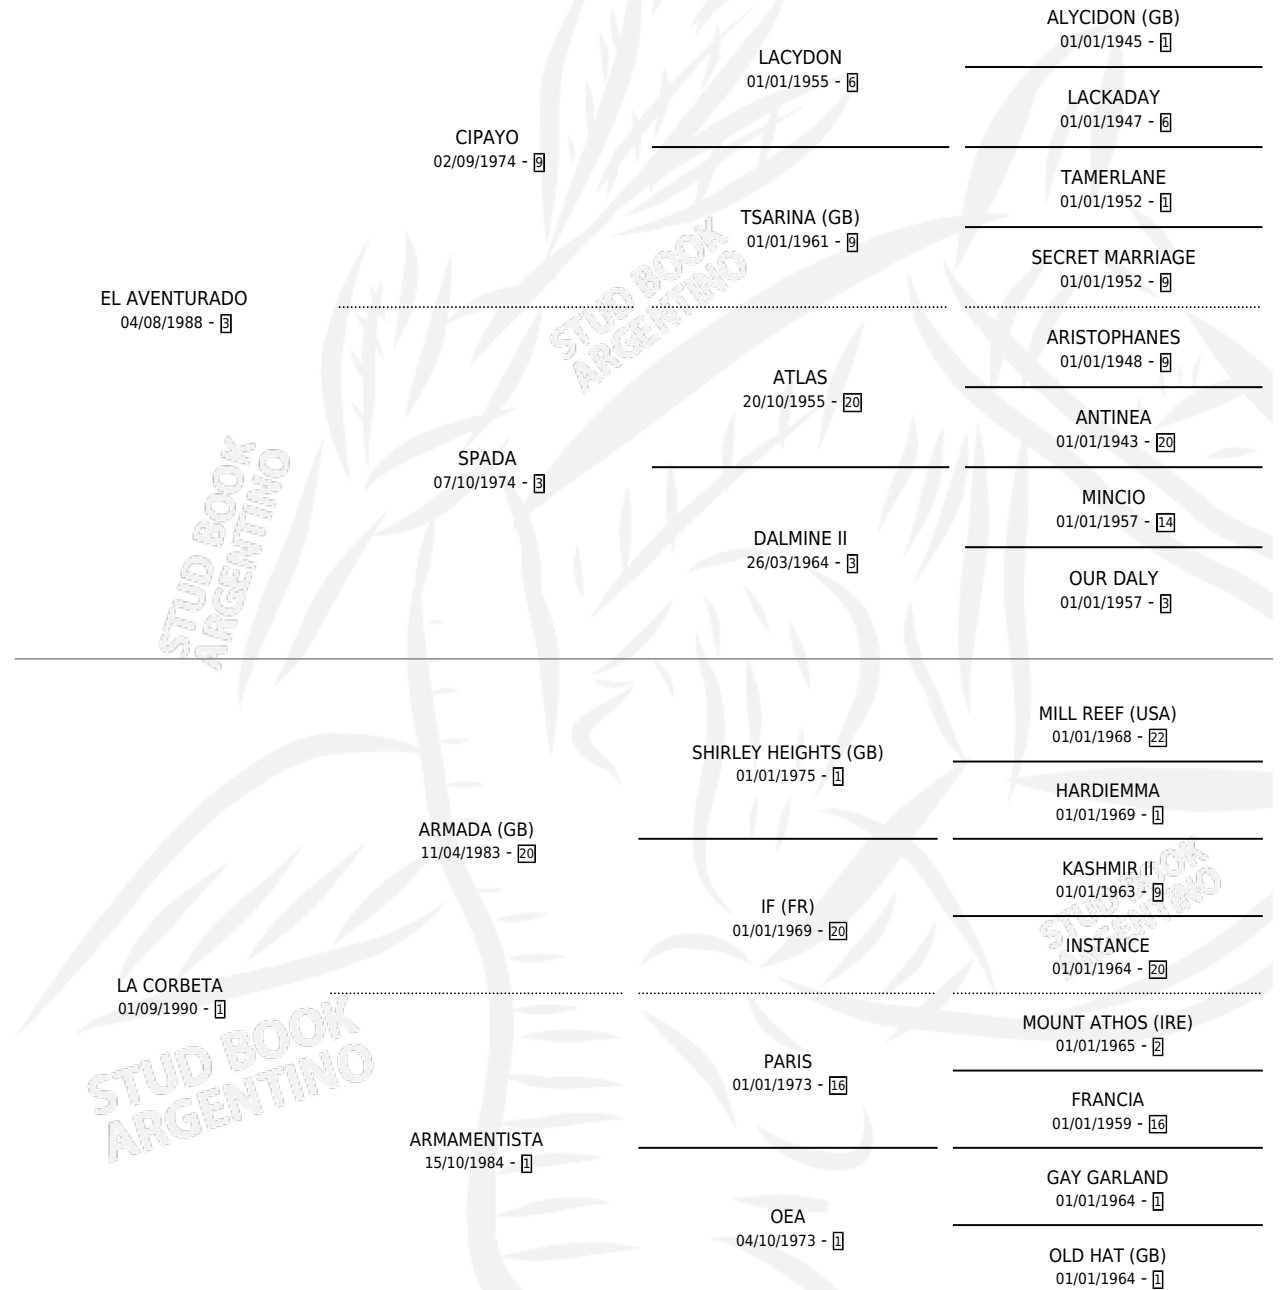 ALYCIDON (GB)
01/01/1945 - 1
LACYDON
01/01/1955 - 6
LACKADAY
01/01/1947 - 6
CIPAYO
02/09/1974 - 9
TAMERLANE
01/01/1952 - 1
TSARINA (GB)
01/01/1961 - 9
SECRET MARRIAGE
01/01/1952 - 9
EL AVENTURADO
04/08/1988 - 3
ARISTOPHANES
01/01/1948 - 9
ATLAS
20/10/1955 - 20
ANTINEA
01/01/1943 - 20
SPADA
07/10/1974 - 3
MINCIO
01/01/1957 - 14
DALMINE II
26/03/1964 - 3
OUR DALY
01/01/1957 - 3
MILL REEF (USA)
01/01/1968 - 22
SHIRLEY HEIGHTS (GB)
01/01/1975 - 1
HARDIEMMA
01/01/1969 - 1
ARMADA (GB)
11/04/1983 - 20
KASHMIR II
01/01/1963 - 9
IF (FR)
01/01/1969 - 20
INSTANCE
01/01/1964 - 20
LA CORBETA
01/09/1990 - 1
MOUNT ATHOS (IRE)
01/01/1965 - 2
PARIS
01/01/1973 - 16
FRANCIA
01/01/1959 - 16
ARMAMENTISTA
15/10/1984 - 1
GAY GARLAND
01/01/1964 - 1
OEA
04/10/1973 - 1
OLD HAT (GB)
01/01/1964 - 1
STUD BOOK
ARGENTINO
STUD BOOK
ARGENTINO
STUD BOOK
ARGENTINO
STUD BOOK
ARGENTINO